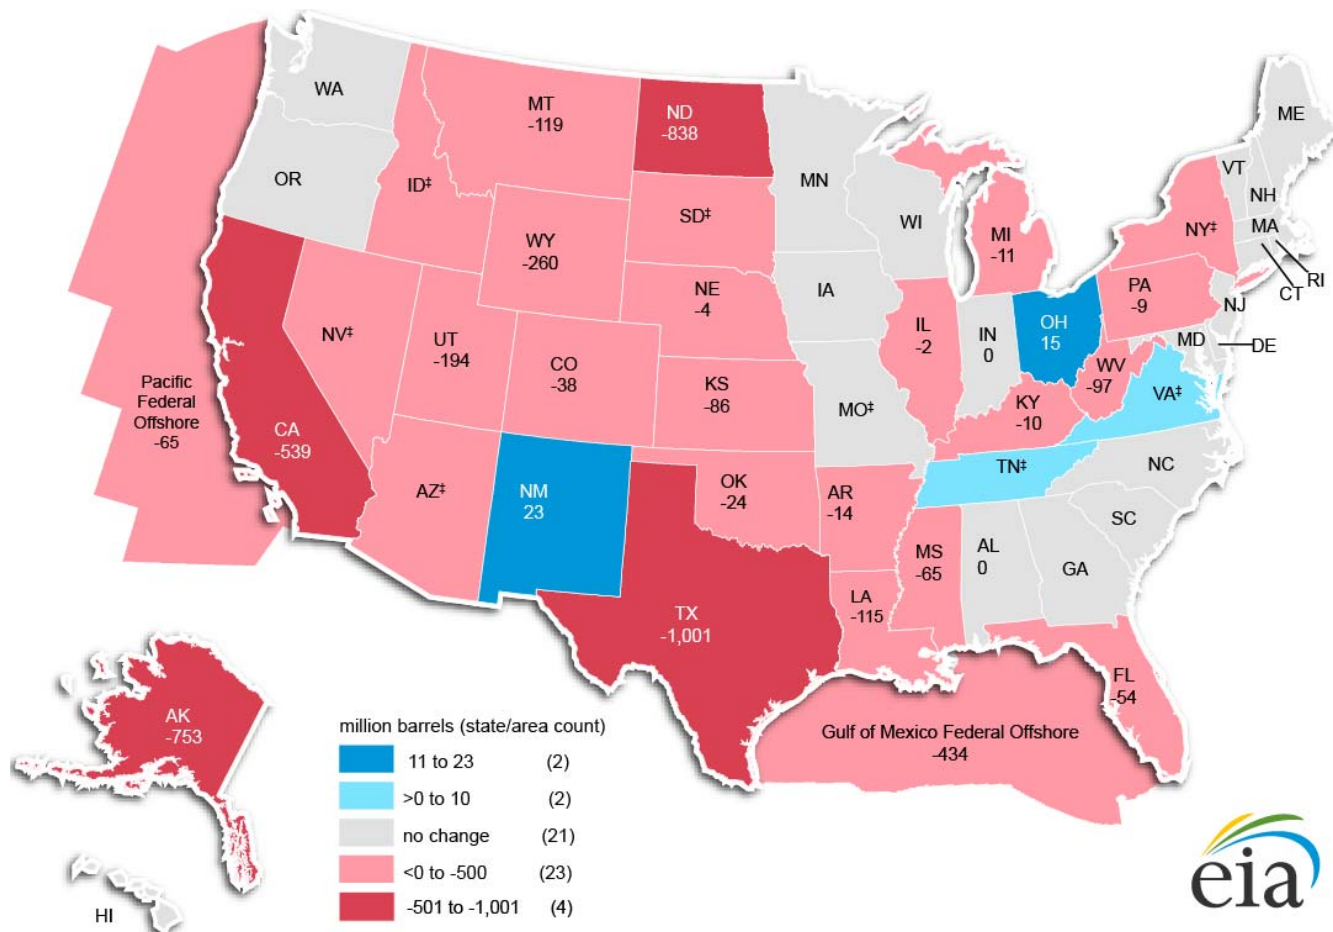 WA
MT
-119
ND
-838
ME
OR
ID‡
MN
VT
NH
WI
SD‡
MI
-11
NY‡
MA
WY
-260
RI
CT
IA
NE
-4
PA
-9
NJ
NV‡
UT
-194
IL
-2
IN
0
OH
15
MD
DE
CO
-38
WV
-97
Pacific
Federal
Offshore
-65
KS
-86
VA‡
CA
-539
MO‡
KY
-10
NC
TN‡
AZ‡
NM
23
OK
-24
AR
-14
SC
MS
-65
AL
0
GA
LA
-115
TX
-1,001
FL
-54
AK
-753
Gulf of Mexico Federal Offshore
-434
HI
million barrels (state/area count)
11 to 23 (2)
>0 to 10 (2)
no change (21)
<0 to -500 (23)
-501 to -1,001 (4)
eia